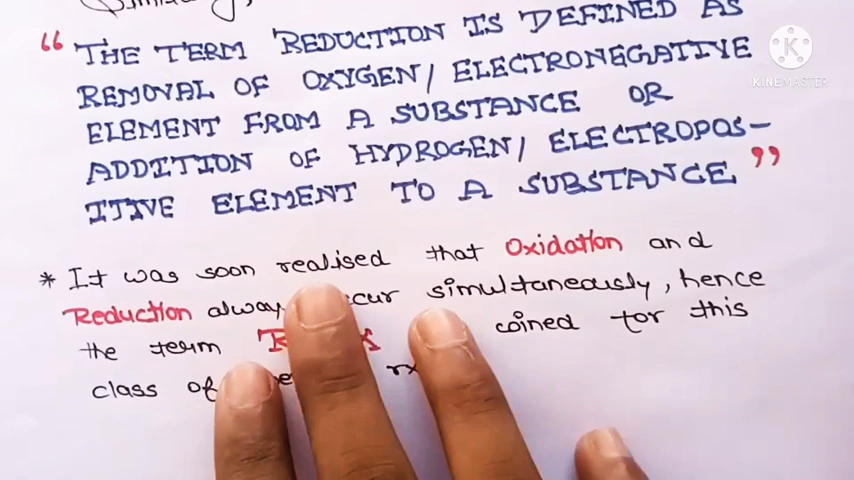 “ THE TERM REDUCTION IS DEFINED AS
REMOVAL OF OXYGEN/ ELECTRONEGATIVE
ELEMENT FROM A SUBSTANCE OR
ADDITION OF HYDROGEN/ ELECTROPOS-
ITIVE ELEMENT TO A SUBSTANCE ”
* It was soon realised that Oxidation and
Reduction always simultaneously, hence
the term coined for this
class of
K
KINEMASTER